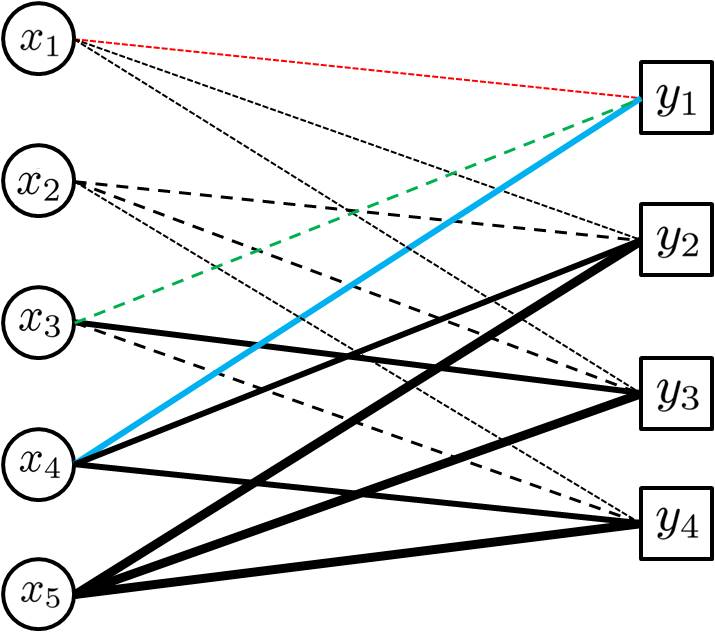 x₁
y₁
x₂
y₂
x₃
y₃
x₄
y₄
x₅